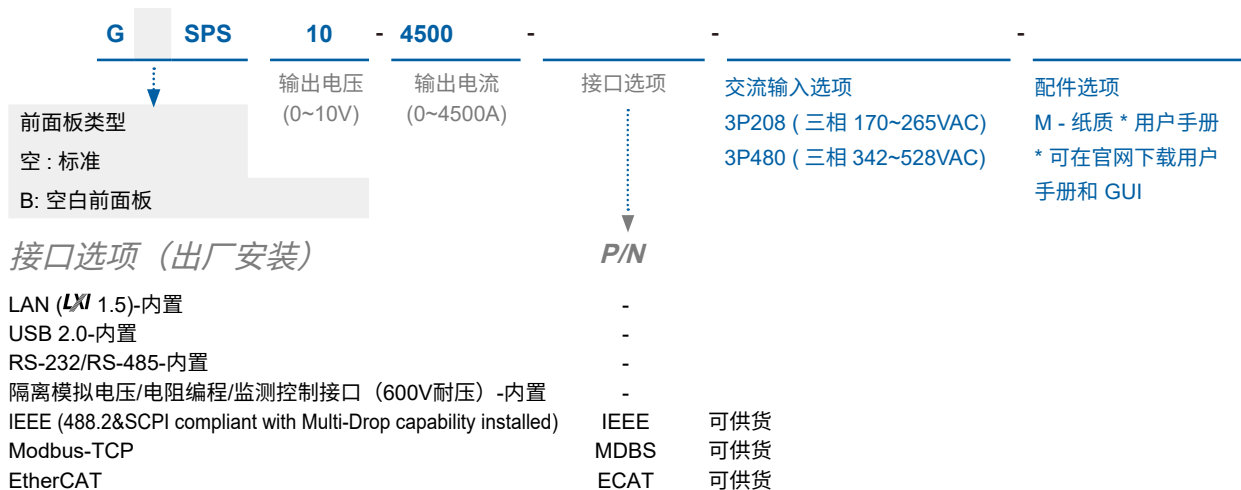 G SPS 10 - 4500 - - -
输出电压 输出电流 接口选项 交流输入选项 配件选项
(0~10V) (0~4500A) 3P208 ( 三相 170~265VAC) M - 纸质 * 用户手册
前面板类型
空 : 标准 3P480 ( 三相 342~528VAC) * 可在官网下载用户
B: 空白前面板 手册和 GUI
接口选项（出厂安装） P/N
LAN (LXI 1.5)-内置 -
USB 2.0-内置 -
RS-232/RS-485-内置 -
隔离模拟电压/电阻编程/监测控制接口（600V耐压）-内置 -
IEEE (488.2&SCPI compliant with Multi-Drop capability installed) IEEE 可供货
Modbus-TCP MDBS 可供货
EtherCAT ECAT 可供货